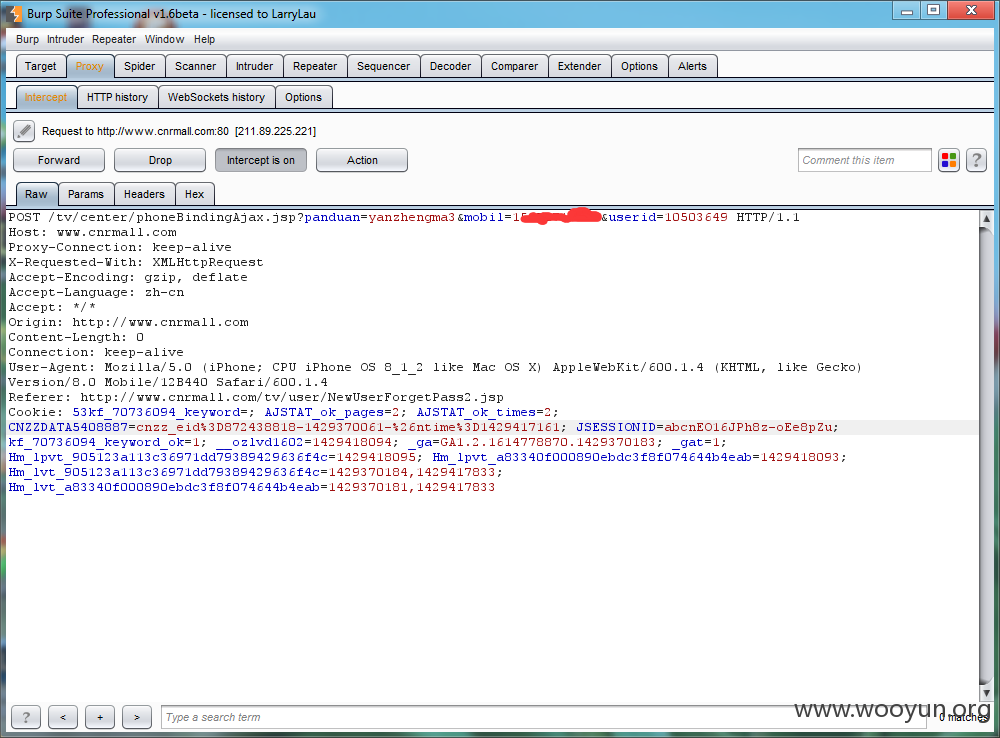 Burp Suite Professional v1.6beta - licensed to LarryLau
Burp Intruder Repeater Window Help
Target Proxy Spider Scanner Intruder Repeater Sequencer Decoder Comparer Extender Options Alerts
Intercept HTTP history WebSockets history Options
Request to http://www.cnrmall.com:80 [211.89.225.221]
Forward Drop Intercept is on Action Comment this item ?
Raw Params Headers Hex
POST /tv/center/phoneBindingAjax.jsp?panduan=yanzhengma3&mobil=1 &userid=10503649 HTTP/1.1
Host: www.cnrmall.com
Proxy-Connection: keep-alive
X-Requested-With: XMLHttpRequest
Accept-Encoding: gzip, deflate
Accept-Language: zh-cn
Accept: */*
Origin: http://www.cnrmall.com
Content-Length: 0
Connection: keep-alive
User-Agent: Mozilla/5.0 (iPhone; CPU iPhone OS 8_1_2 like Mac OS X) AppleWebKit/600.1.4 (KHTML, like Gecko)
Version/8.0 Mobile/12B440 Safari/600.1.4
Referer: http://www.cnrmall.com/tv/user/NewUserForgetPass2.jsp
Cookie: 53kf_70736094_keyword=; AJSTAT_ok_pages=2; AJSTAT_ok_times=2;
CNZZDATA5408887=cnzz_eid%3D872438818-1429370061-%26ntime%3D1429417161; JSESSIONID=abcnEO16JPh8z-oEe8pZu;
kf_70736094_keyword_ok=1; __ozlvd1602=1429418094; _ga=GA1.2.1614778870.1429370183; _gat=1;
Hm_lpvt_905123a113c36971dd79389429636f4c=1429418095; Hm_lpvt_a83340f000890ebdc3f8f074644b4eab=1429418093;
Hm_lvt_905123a113c36971dd79389429636f4c=1429370184,1429417833;
Hm_lvt_a83340f000890ebdc3f8f074644b4eab=1429370181,1429417833
? < + > Type a search term 0 matches
www.wooyun.org